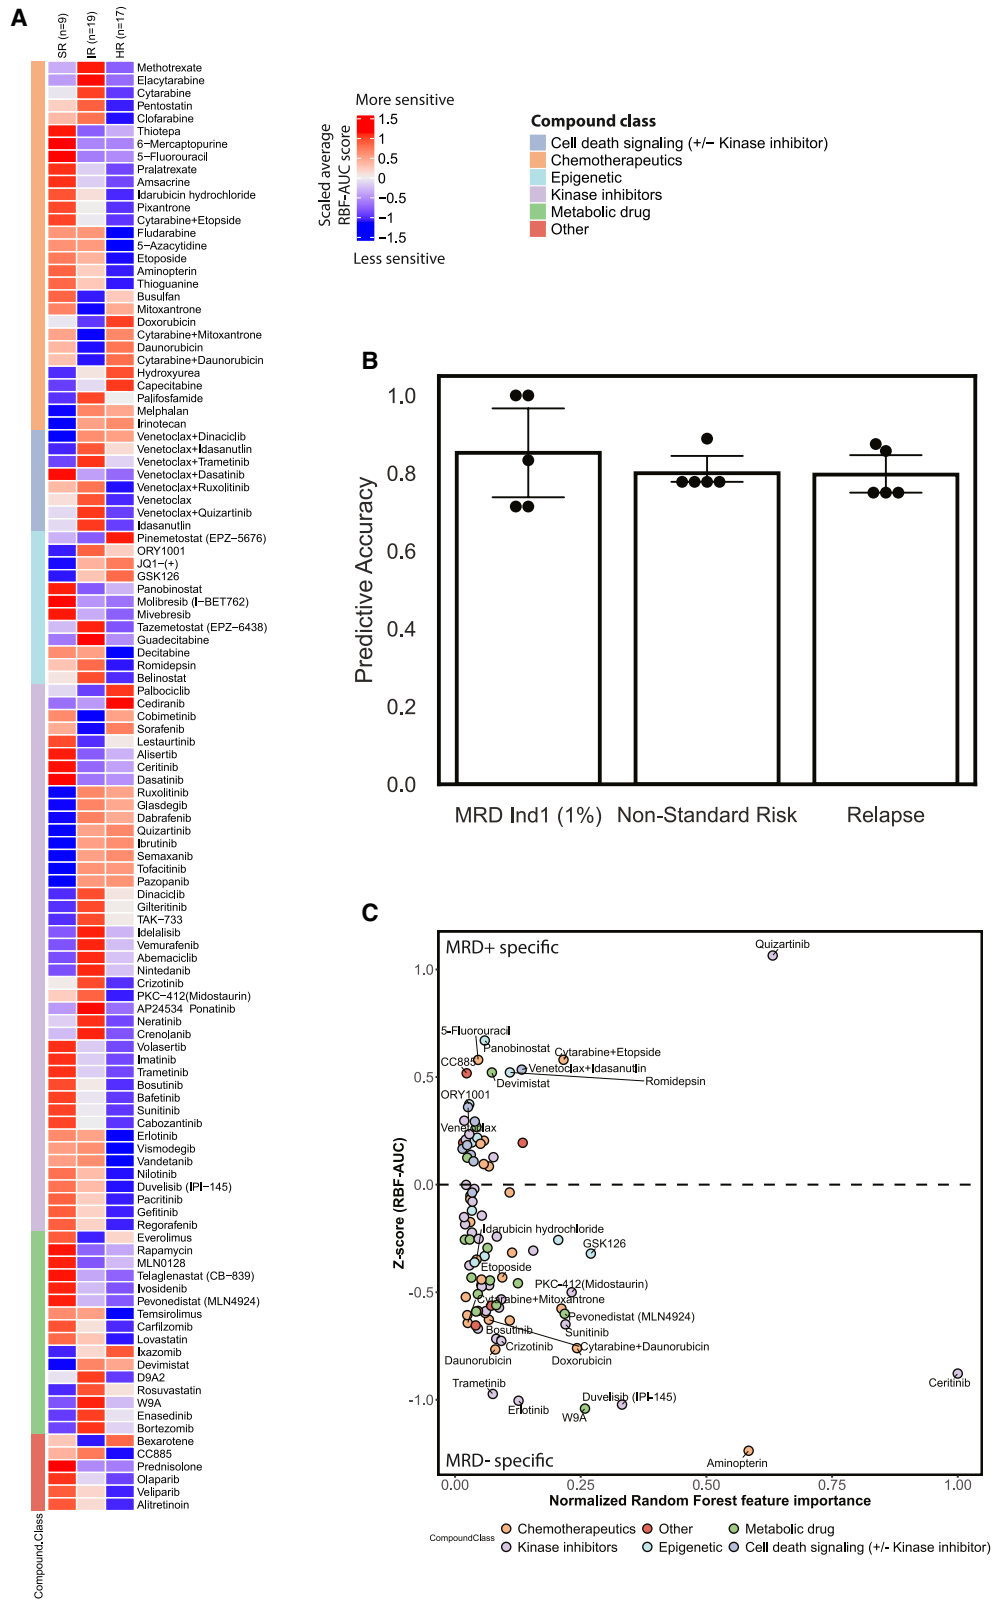 A
SR (n=9)
IR (n=19)
HR (n=17)
Methotrexate
Elacytarabine
Cytarabine
Pentostatin
Clofarabine
Thiotepa
6−Mercaptopurine
5−Fluorouracil
Pralatrexate
Amsacrine
Idarubicin hydrochloride
Pixantrone
Cytarabine+Etopside
Fludarabine
5−Azacytidine
Etoposide
Aminopterin
Thioguanine
Busulfan
Mitoxantrone
Doxorubicin
Cytarabine+Mitoxantrone
Daunorubicin
Cytarabine+Daunorubicin
Hydroxyurea
Capecitabine
Palifosfamide
Melphalan
Irinotecan
Venetoclax+Dinaciclib
Venetoclax+Idasanutlin
Venetoclax+Trametinib
Venetoclax+Dasatinib
Venetoclax+Ruxolitinib
Venetoclax
Venetoclax+Quizartinib
Idasanutlin
Pinemetostat (EPZ−5676)
ORY1001
JQ1−(+)
GSK126
Panobinostat
Molibresib (I−BET762)
Mivebresib
Tazemetostat (EPZ−6438)
Guadecitabine
Decitabine
Romidepsin
Belinostat
Palbociclib
Cediranib
Cobimetinib
Sorafenib
Lestaurtinib
Alisertib
Ceritinib
Dasatinib
Ruxolitinib
Glasdegib
Dabrafenib
Quizartinib
Ibrutinib
Semaxanib
Tofacitinib
Pazopanib
Dinaciclib
Gilteritinib
TAK−733
Idelalisib
Vemurafenib
Abemaciclib
Nintedanib
Crizotinib
PKC−412(Midostaurin)
AP24534 Ponatinib
Neratinib
Crenolanib
Volasertib
Imatinib
Trametinib
Bosutinib
Bafetinib
Sunitinib
Cabozantinib
Erlotinib
Vismodegib
Vandetanib
Nilotinib
Duvelisib (IPI−145)
Pacritinib
Gefitinib
Regorafenib
Everolimus
Rapamycin
MLN0128
Telaglenastat (CB−839)
Ivosidenib
Pevonedistat (MLN4924)
Temsirolimus
Carfilzomib
Lovastatin
Ixazomib
Devimistat
D9A2
Rosuvastatin
W9A
Enasedinib
Bortezomib
Bexarotene
CC885
Prednisolone
Olaparib
Veliparib
Alitretinoin
Compound.Class
More sensitive
Scaled average
RBF-AUC score
1.5
1
0.5
0
−0.5
−1
−1.5
Less sensitive
Compound class
Cell death signaling (+/− Kinase inhibitor)
Chemotherapeutics
Epigenetic
Kinase inhibitors
Metabolic drug
Other
B
Predictive Accuracy
1.0
0.8
0.6
0.4
0.2
0.0
MRD Ind1 (1%)
Non-Standard Risk
Relapse
C
MRD+ specific
Quizartinib
5-Fluorouracil
Panobinostat
Cytarabine+Etopside
CC885
Venetoclax+Idasanutlin
Devimistat
Romidepsin
ORY1001
Venetoclax
Idarubicin hydrochloride
GSK126
Etoposide
PKC-412(Midostaurin)
Cytarabine+Mitoxantrone
Pevonedistat (MLN4924)
Bosutinib
Sunitinib
Crizotinib
Cytarabine+Daunorubicin
Daunorubicin
Doxorubicin
Trametinib
Duvelisib (IPI-145)
Ceritinib
Erlotinib
W9A
Aminopterin
MRD- specific
Z-score (RBF-AUC)
1.0
0.5
0.0
-0.5
-1.0
0.00
0.25
0.50
0.75
1.00
Normalized Random Forest feature importance
CompoundClass
Chemotherapeutics
Other
Metabolic drug
Kinase inhibitors
Epigenetic
Cell death signaling (+/- Kinase inhibitor)